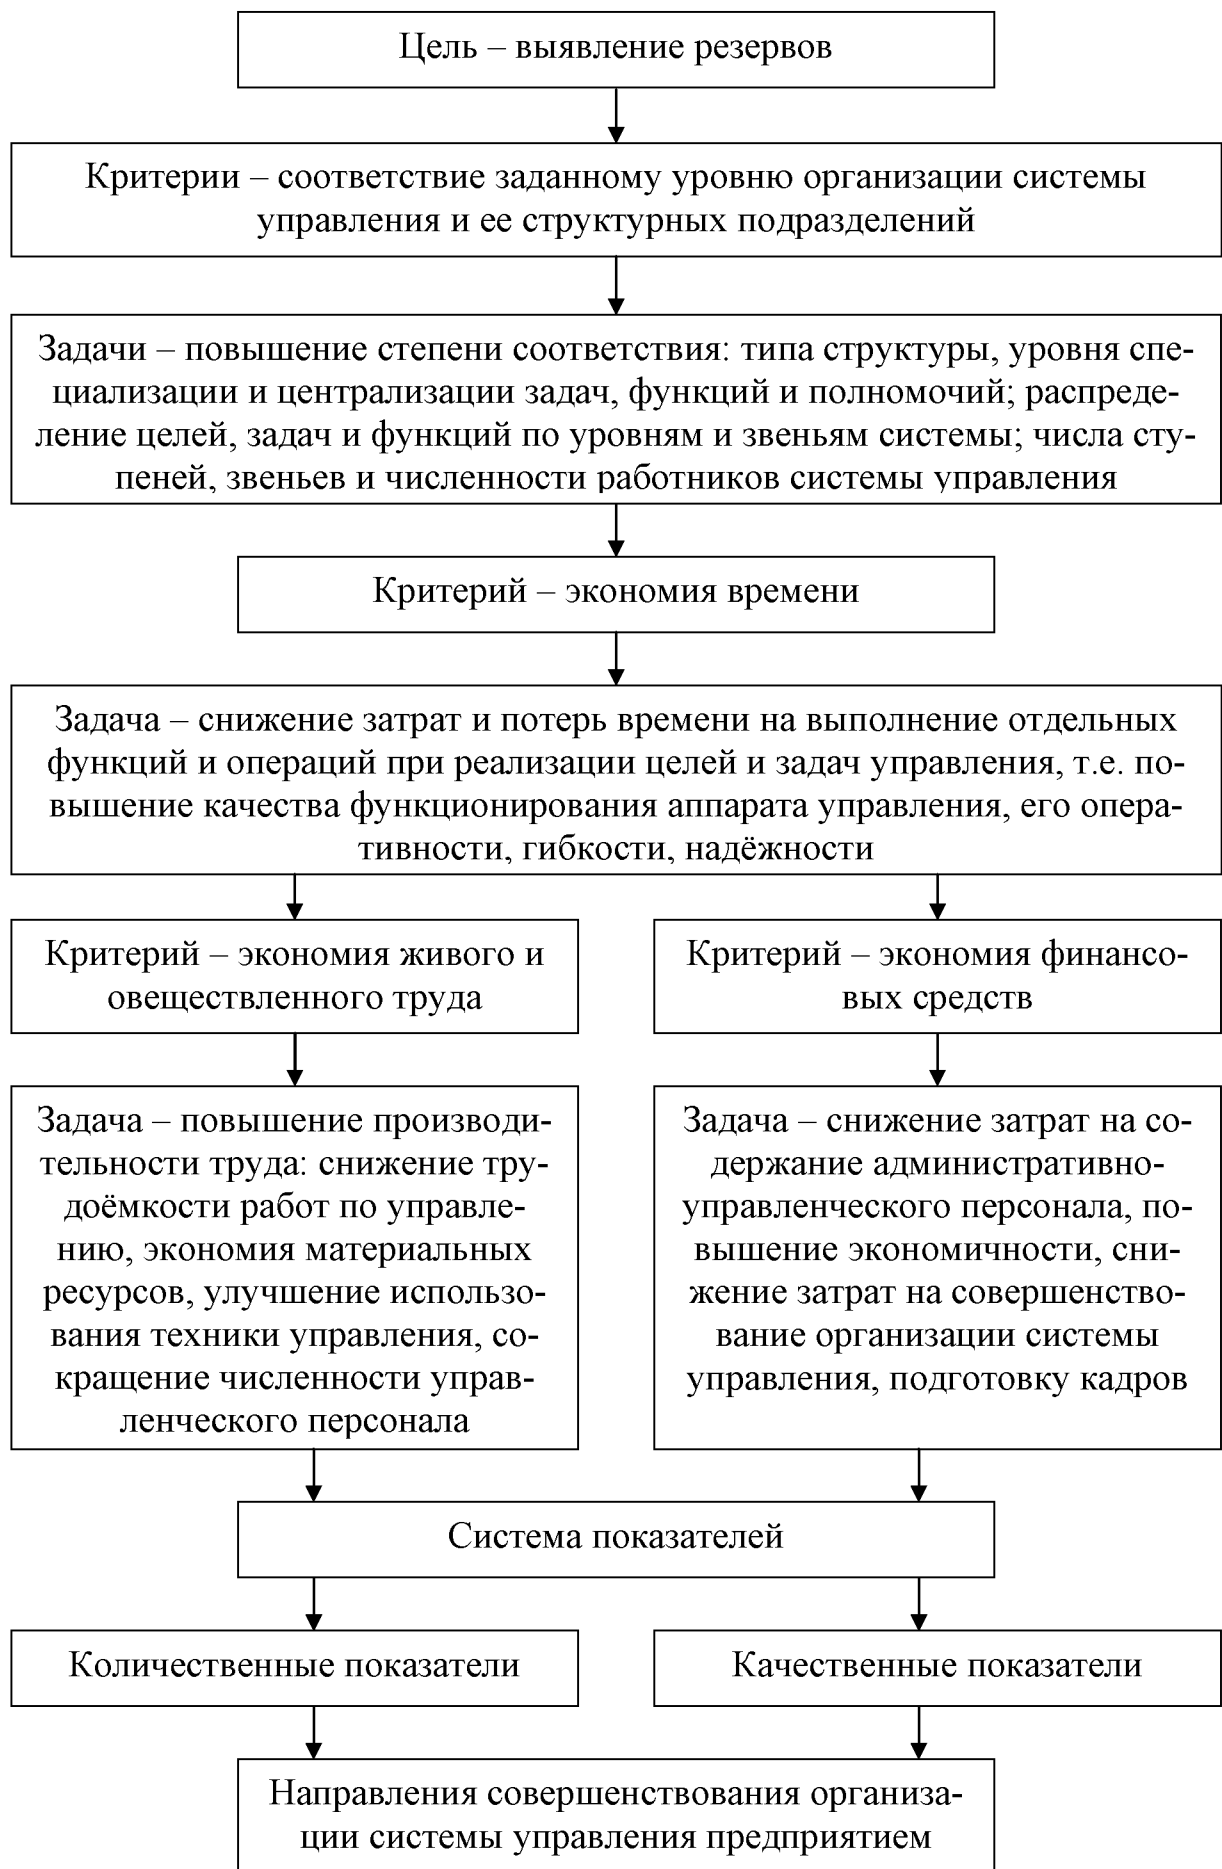 Цель – выявление резервов
Критерии – соответствие заданному уровню организации системы
управления и ее структурных подразделений
Задачи – повышение степени соответствия: типа структуры, уровня спе-
циализации и централизации задач, функций и полномочий; распреде-
ление целей, задач и функций по уровням и звеньям системы; числа сту-
пеней, звеньев и численности работников системы управления
Критерий – экономия времени
Задача – снижение затрат и потерь времени на выполнение отдельных
функций и операций при реализации целей и задач управления, т.е. по-
вышение качества функционирования аппарата управления, его опера-
тивности, гибкости, надёжности
Критерий – экономия живого и
овеществленного труда
Критерий – экономия финансо-
вых средств
Задача – повышение производи-
тельности труда: снижение тру-
доёмкости работ по управле-
нию, экономия материальных
ресурсов, улучшение использо-
вания техники управления, со-
кращение численности управ-
ленческого персонала
Задача – снижение затрат на со-
держание административно-
управленческого персонала, по-
вышение экономичности, сни-
жение затрат на совершенство-
вание организации системы
управления, подготовку кадров
Система показателей
Количественные показатели
Качественные показатели
Направления совершенствования организа-
ции системы управления предприятием